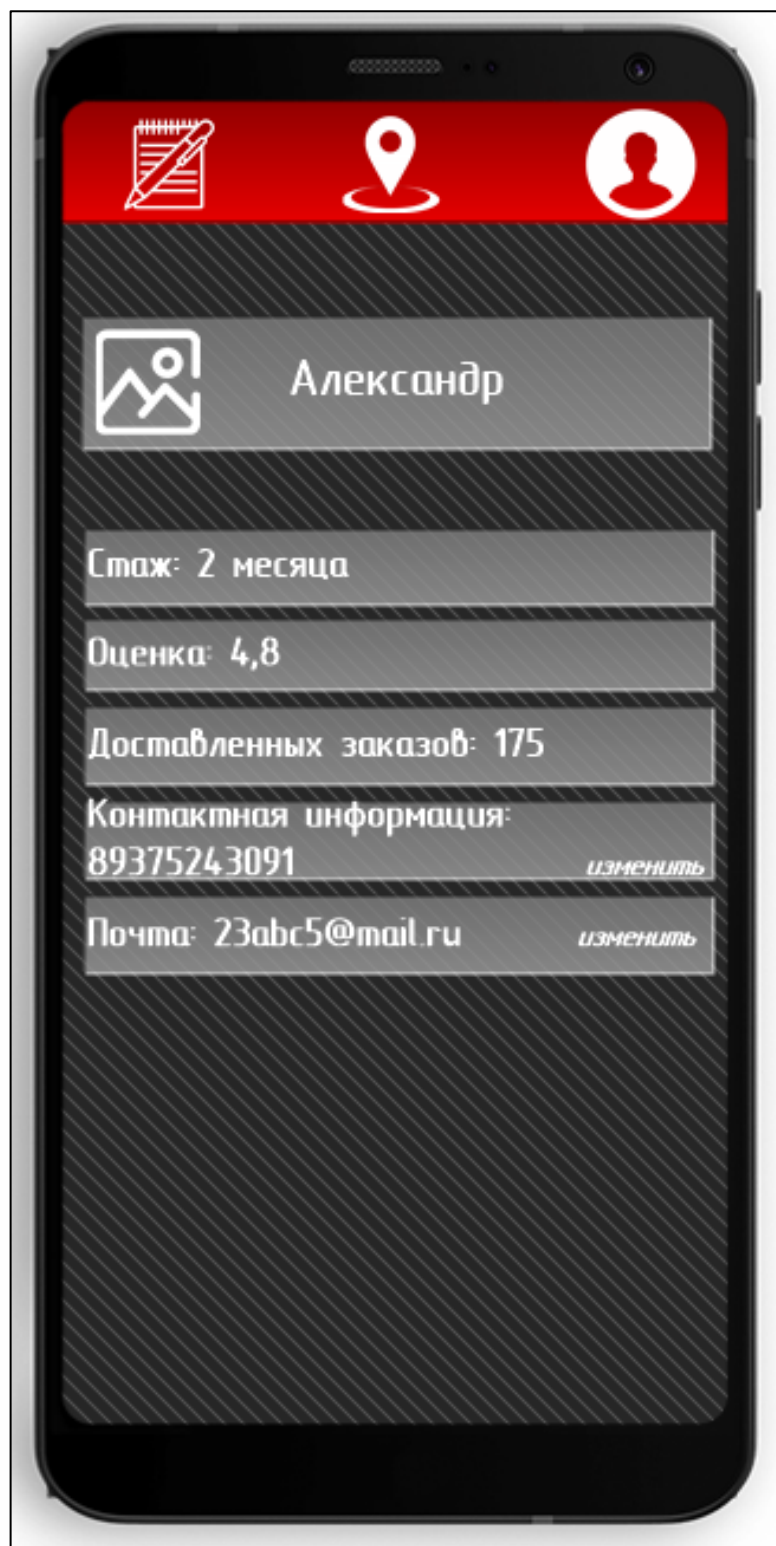 Александр
Стаж: 2 месяца
Оценка: 4,8
Доставленных заказов: 175
Контактная информация:
89375243091 изменить
Почта: 23abc5@mail.ru изменить